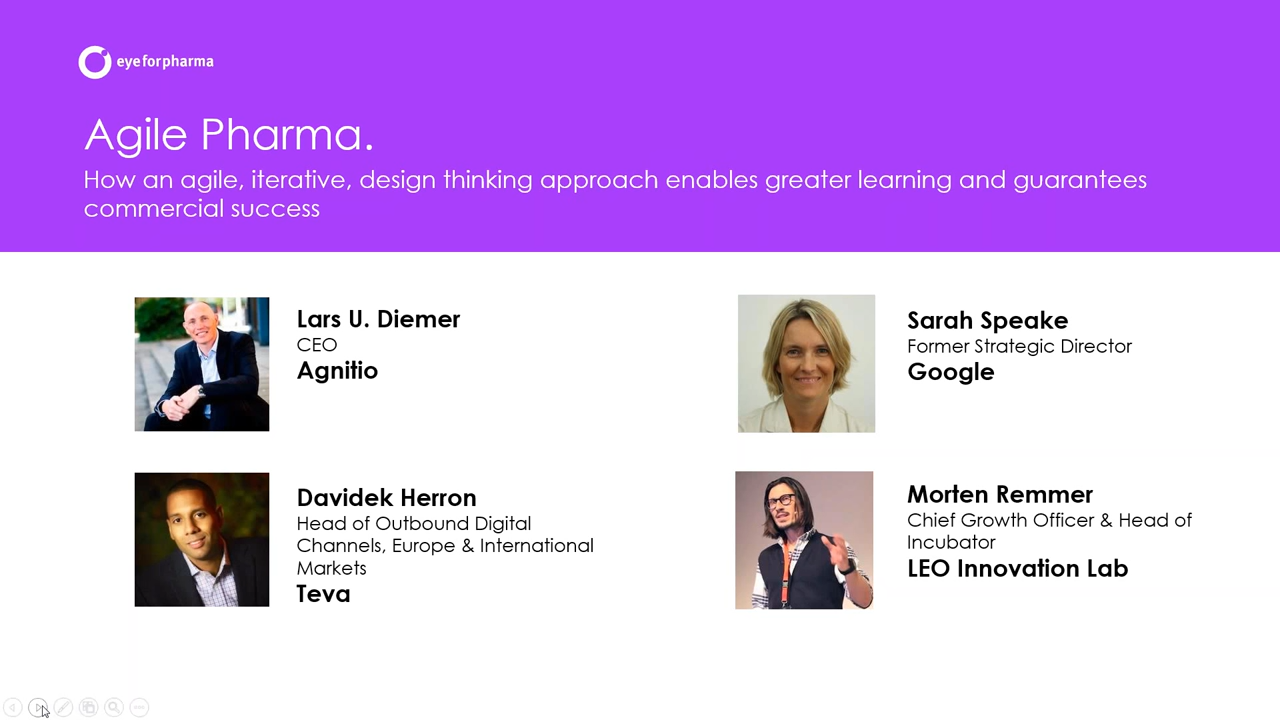 eyeforpharma
Agile Pharma.
How an agile, iterative, design thinking approach enables greater learning and guarantees
commercial success
Lars U. Diemer
CEO
Agnitio
Sarah Speake
Former Strategic Director
Google
Davidek Herron
Head of Outbound Digital
Channels, Europe & International
Markets
Teva
Morten Remmer
Chief Growth Officer & Head of
Incubator
LEO Innovation Lab